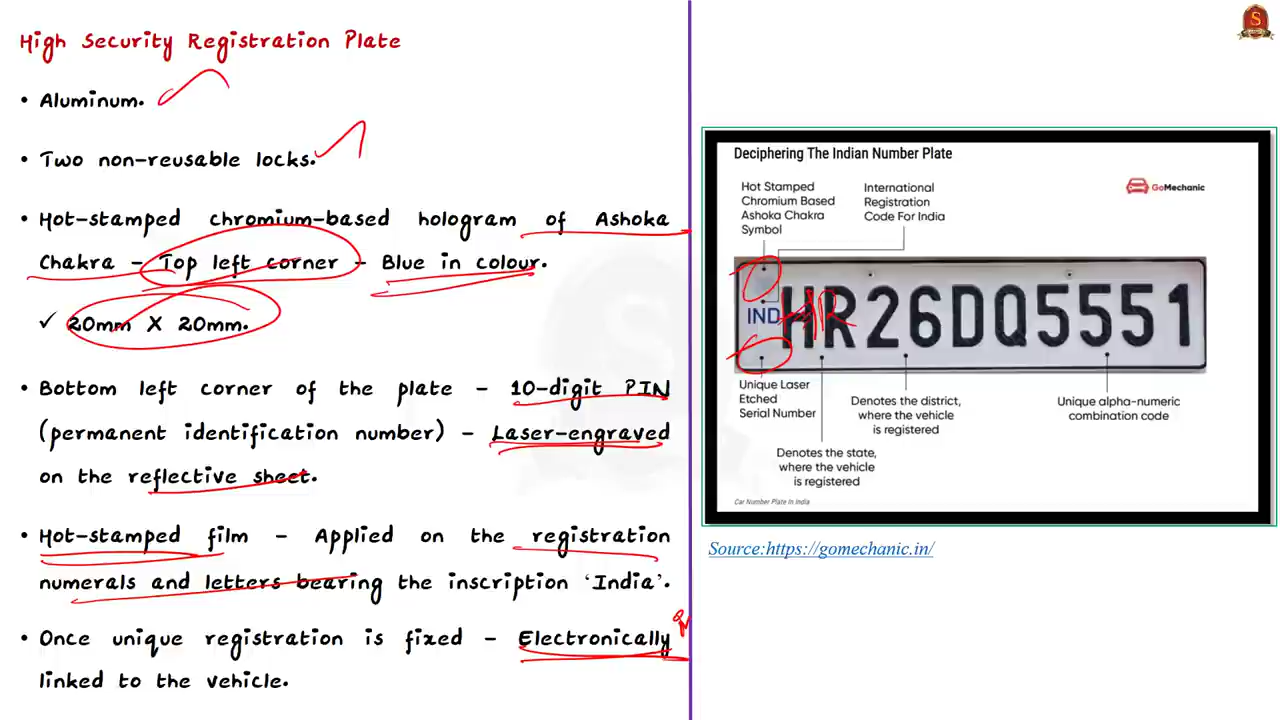 High Security Registration Plate
• Aluminum.
• Two non-reusable locks.
• Hot-stamped chromium-based hologram of Ashoka
Chakra – Top left corner – Blue in colour.
✓ 20mm X 20mm.
• Bottom left corner of the plate – 10-digit PIN
(permanent identification number) – Laser-engraved
on the reflective sheet.
• Hot-stamped film – Applied on the registration
numerals and letters bearing the inscription ‘India’.
• Once unique registration is fixed – Electronically
linked to the vehicle.
S
Deciphering The Indian Number Plate
GoMechanic
Hot Stamped
Chromium Based
Ashoka Chakra
Symbol
International
Registration
Code For India
IND
HR26DQ5551
HR
Unique Laser
Etched
Serial Number
Denotes the state,
where the vehicle
is registered
Denotes the district,
where the vehicle
is registered
Unique alpha-numeric
combination code
Car Number Plate In India
Source:https://gomechanic.in/